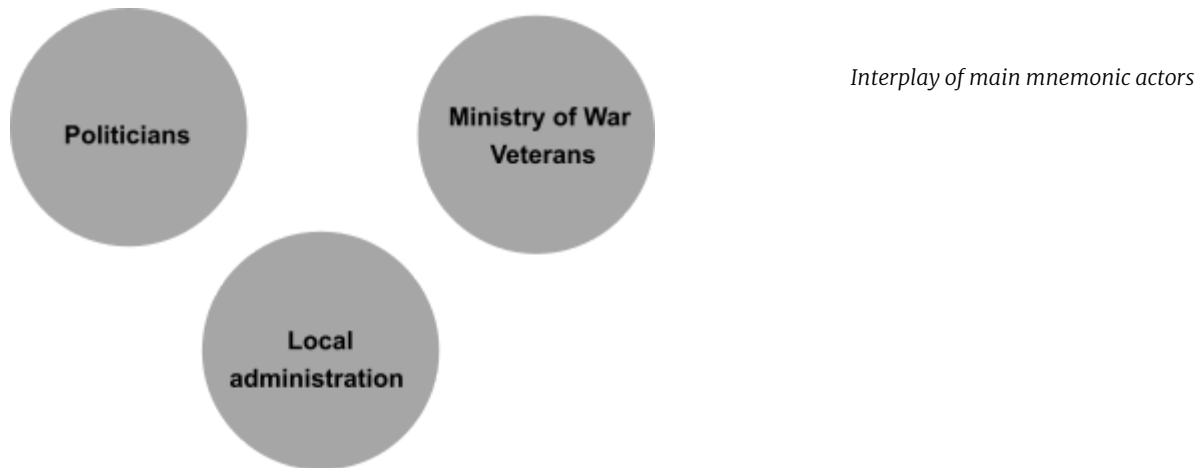 Politicians
Ministry of War
Veterans
Local
administration
Interplay of main mnemonic actors